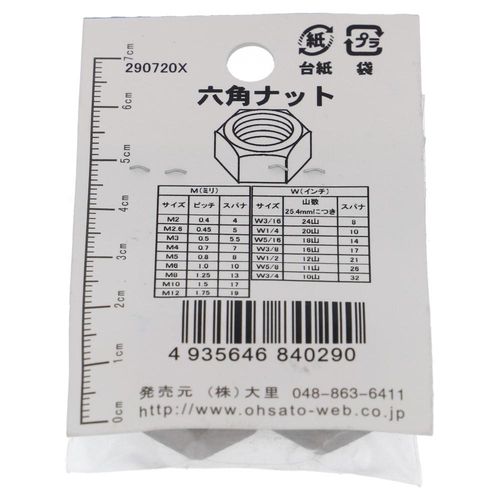 7cm
6cm
5cm
4cm
3cm
2cm
1cm
0cm
290720X
紙 プラ
台紙 袋
六角ナット
M(ミリ) W(インチ)
サイズ ピッチ スパナ サイズ 山数 25.4mmにつき スパナ
M2 0.4 4 W3/16 24山 8
M2.6 0.45 5 W1/4 20山 10
M3 0.5 5.5 W5/16 18山 14
M4 0.7 7 W3/8 16山 17
M5 0.8 8 W1/2 12山 21
M6 1.0 10 W5/8 11山 26
M8 1.25 13 W3/4 10山 32
M10 1.5 17
M12 1.75 19
4 935646 840290
発売元 (株)大里 048-863-6411
http://www.ohsato-web.co.jp